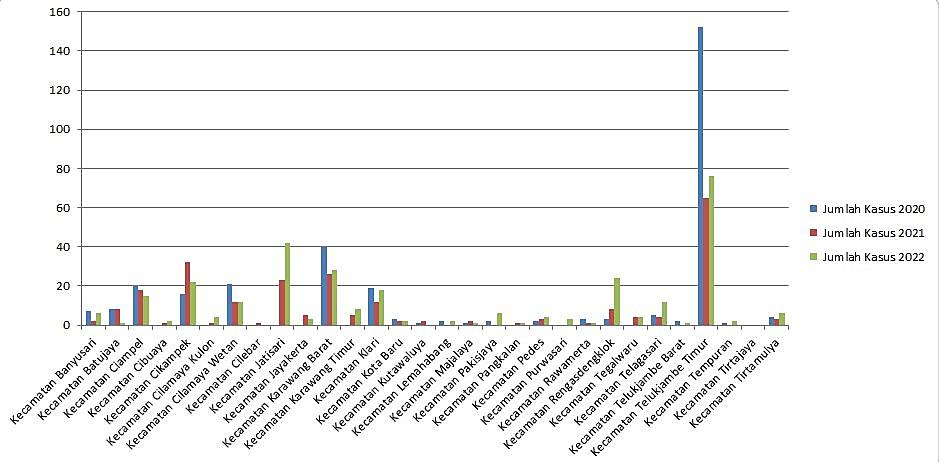 160
140
120
100
80
60
40
20
0
Jumlah Kasus 2020
Jumlah Kasus 2021
Jumlah Kasus 2022
Kecamatan Banyusari
Kecamatan Batujaya
Kecamatan Ciampel
Kecamatan Cibuaya
Kecamatan Cikampek
Kecamatan Cilamaya Kulon
Kecamatan Cilamaya Wetan
Kecamatan Cilebar
Kecamatan Jatisari
Kecamatan Jayakerta
Kecamatan Karawang Barat
Kecamatan Karawang Timur
Kecamatan Klari
Kecamatan Kota Baru
Kecamatan Kutawaluya
Kecamatan Lemahabang
Kecamatan Majalaya
Kecamatan Pakisjaya
Kecamatan Pangkalan
Kecamatan Pedes
Kecamatan Purwasari
Kecamatan Rawamerta
Kecamatan Rengasdengklok
Kecamatan Tegalwaru
Kecamatan Telagasari
Kecamatan Telukjambe Barat
Kecamatan Telukjambe Timur
Kecamatan Tempuran
Kecamatan Tirtajaya
Kecamatan Tirtamulya